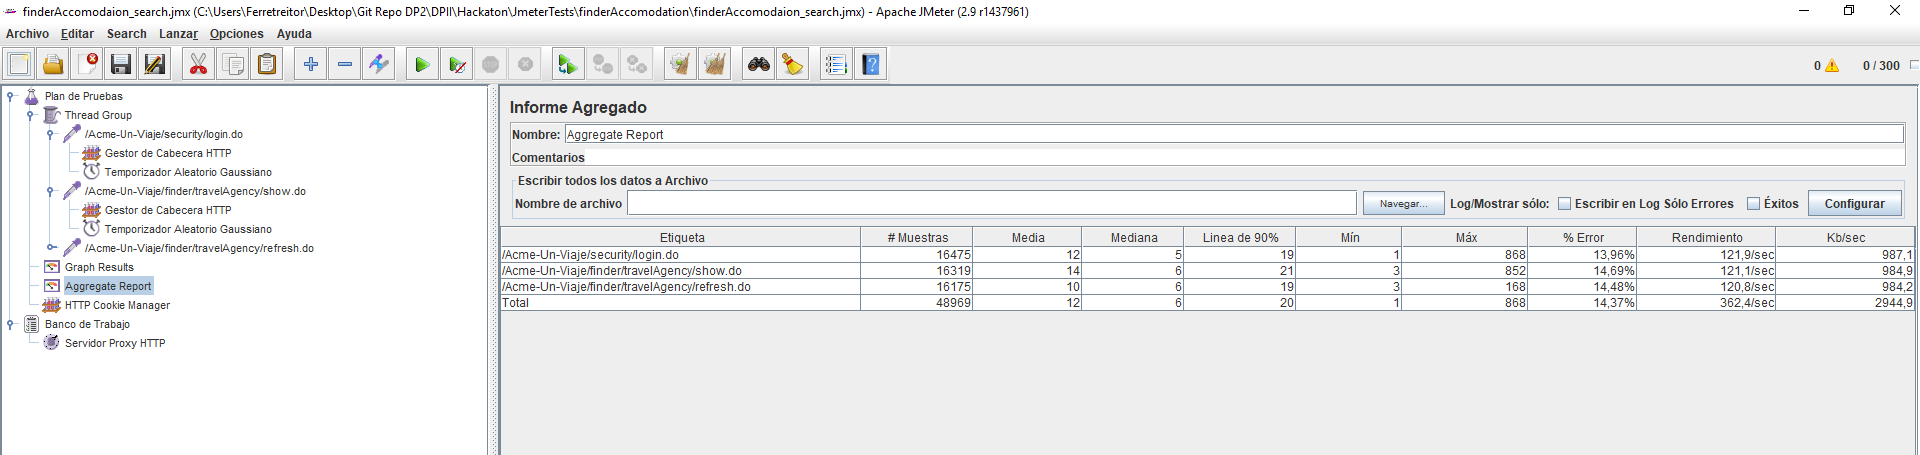 finderAccomodaion_search.jmx (C:\Users\Ferretreitor\Desktop\Git Repo DP2\DPII\Hackaton\JmeterTests\finderAccomodation\finderAccomodaion_search.jmx) - Apache JMeter (2.9 r1437961)
Archivo Editar Search Lanzar Opciones Ayuda
0 0 / 300
Plan de Pruebas
Thread Group
/Acme-Un-Viaje/security/login.do
Gestor de Cabecera HTTP
Temporizador Aleatorio Gaussiano
/Acme-Un-Viaje/finder/travelAgency/show.do
Gestor de Cabecera HTTP
Temporizador Aleatorio Gaussiano
/Acme-Un-Viaje/finder/travelAgency/refresh.do
Graph Results
Aggregate Report
HTTP Cookie Manager
Banco de Trabajo
Servidor Proxy HTTP
Informe Agregado
Nombre: Aggregate Report
Comentarios
Escribir todos los datos a Archivo
Nombre de archivo Navegar... Log/Mostrar sólo: Escribir en Log Sólo Errores Éxitos Configurar
Etiqueta # Muestras Media Mediana Linea de 90% Mín Máx % Error Rendimiento Kb/sec
/Acme-Un-Viaje/security/login.do 16475 12 5 19 1 868 13,96% 121,9/sec 987,1
/Acme-Un-Viaje/finder/travelAgency/show.do 16319 14 6 21 3 852 14,69% 121,1/sec 984,9
/Acme-Un-Viaje/finder/travelAgency/refresh.do 16175 10 6 19 3 168 14,48% 120,8/sec 984,2
Total 48969 12 6 20 1 868 14,37% 362,4/sec 2944,9